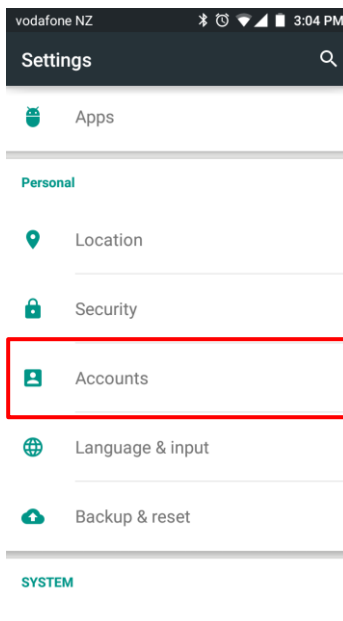 vodafone NZ 3:04 PM
Settings
Apps
Personal
Location
Security
Accounts
Language & input
Backup & reset
SYSTEM